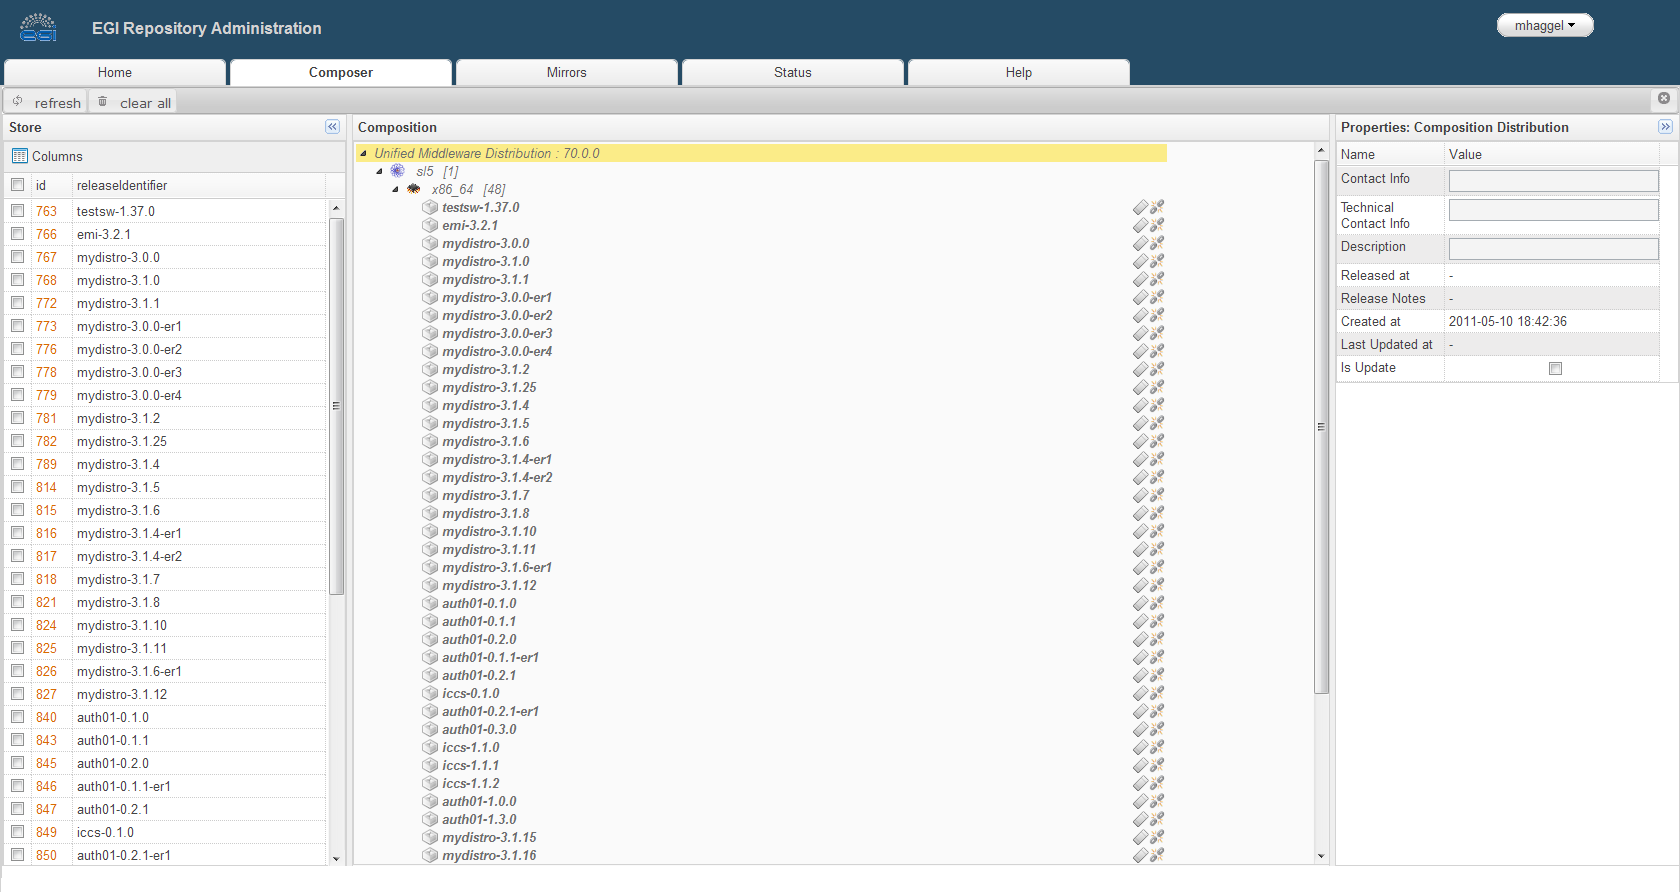 EGI
EGI Repository Administration
mhaggel
Home Composer Mirrors Status Help
refresh clear all
Store
Columns
id releaseIdentifier
763 testsw-1.37.0
766 emi-3.2.1
767 mydistro-3.0.0
768 mydistro-3.1.0
772 mydistro-3.1.1
773 mydistro-3.0.0-er1
776 mydistro-3.0.0-er2
778 mydistro-3.0.0-er3
779 mydistro-3.0.0-er4
781 mydistro-3.1.2
782 mydistro-3.1.25
789 mydistro-3.1.4
814 mydistro-3.1.5
815 mydistro-3.1.6
816 mydistro-3.1.4-er1
817 mydistro-3.1.4-er2
818 mydistro-3.1.7
821 mydistro-3.1.8
824 mydistro-3.1.10
825 mydistro-3.1.11
826 mydistro-3.1.6-er1
827 mydistro-3.1.12
840 auth01-0.1.0
843 auth01-0.1.1
845 auth01-0.2.0
846 auth01-0.1.1-er1
847 auth01-0.2.1
849 iccs-0.1.0
850 auth01-0.2.1-er1
Composition
Unified Middleware Distribution : 70.0.0
sl5 [1]
x86_64 [48]
testsw-1.37.0
emi-3.2.1
mydistro-3.0.0
mydistro-3.1.0
mydistro-3.1.1
mydistro-3.0.0-er1
mydistro-3.0.0-er2
mydistro-3.0.0-er3
mydistro-3.0.0-er4
mydistro-3.1.2
mydistro-3.1.25
mydistro-3.1.4
mydistro-3.1.5
mydistro-3.1.6
mydistro-3.1.4-er1
mydistro-3.1.4-er2
mydistro-3.1.7
mydistro-3.1.8
mydistro-3.1.10
mydistro-3.1.11
mydistro-3.1.6-er1
mydistro-3.1.12
auth01-0.1.0
auth01-0.1.1
auth01-0.2.0
auth01-0.1.1-er1
auth01-0.2.1
iccs-0.1.0
auth01-0.2.1-er1
auth01-0.3.0
iccs-1.1.0
iccs-1.1.1
iccs-1.1.2
auth01-1.0.0
auth01-1.3.0
mydistro-3.1.15
mydistro-3.1.16
Properties: Composition Distribution
Name Value
Contact Info
Technical
Contact Info
Description
Released at -
Release Notes -
Created at 2011-05-10 18:42:36
Last Updated at -
Is Update